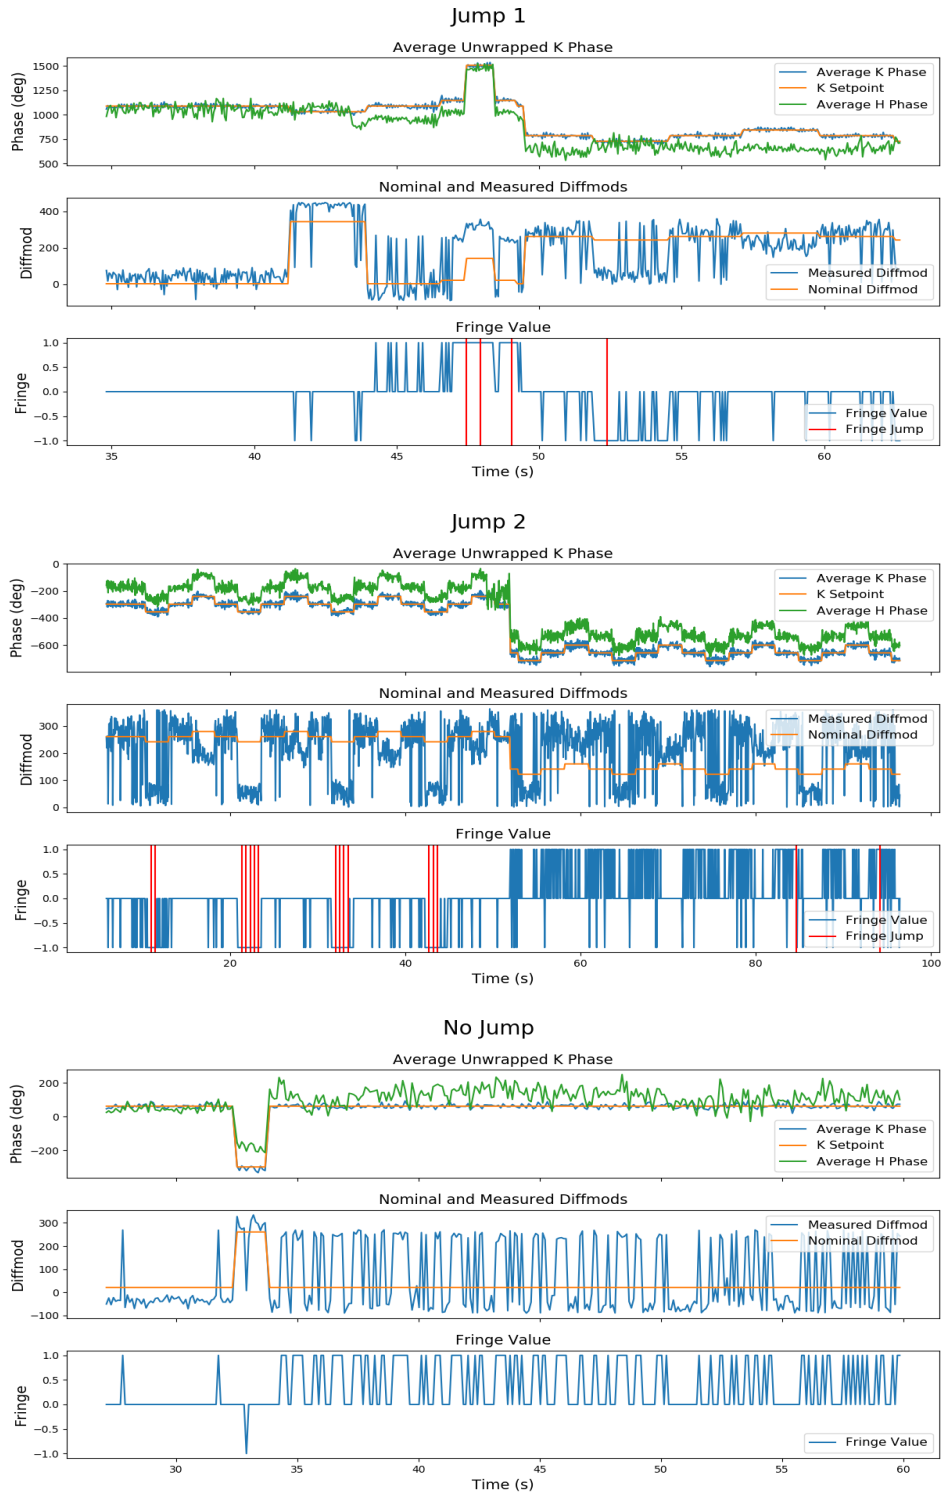 Jump 1
Average Unwrapped K Phase
Phase (deg)
1500
1250
1000
750
500
Average K Phase
K Setpoint
Average H Phase
Nominal and Measured Diffmods
Diffmod
400
200
0
Measured Diffmod
Nominal Diffmod
Fringe Value
Fringe
1.0
0.5
0.0
−0.5
−1.0
Fringe Value
Fringe Jump
35 40 45 50 55 60
Time (s)
Jump 2
Average Unwrapped K Phase
Phase (deg)
0
−200
−400
−600
Average K Phase
K Setpoint
Average H Phase
Nominal and Measured Diffmods
Diffmod
300
200
100
0
Measured Diffmod
Nominal Diffmod
Fringe Value
Fringe
1.0
0.5
0.0
−0.5
−1.0
Fringe Value
Fringe Jump
20 40 60 80 100
Time (s)
No Jump
Average Unwrapped K Phase
Phase (deg)
200
0
−200
Average K Phase
K Setpoint
Average H Phase
Nominal and Measured Diffmods
Diffmod
300
200
100
0
−100
Measured Diffmod
Nominal Diffmod
Fringe Value
Fringe
1.0
0.5
0.0
−0.5
−1.0
Fringe Value
30 35 40 45 50 55 60
Time (s)